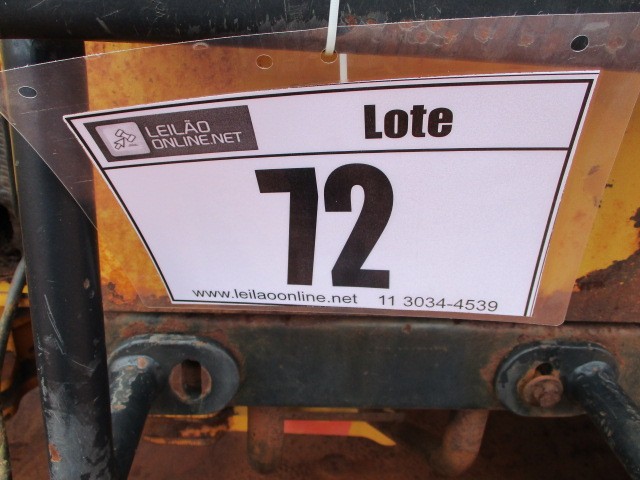 LEILÃO
ONLINE.NET
Lote
72
www.leilaoonline.net 11 3034-4539